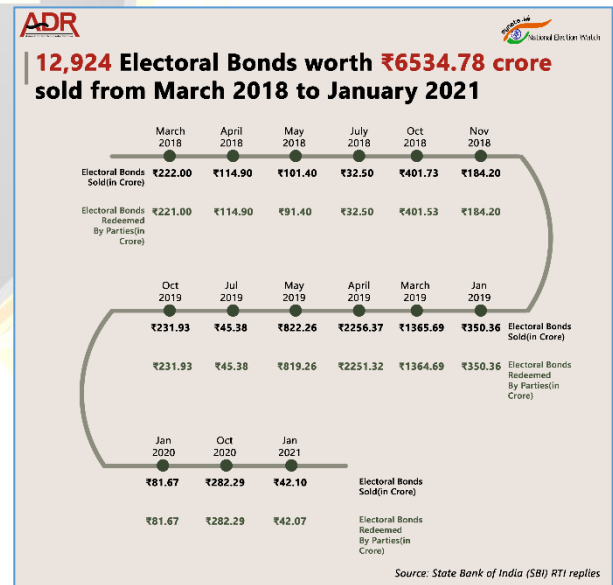 ADR
myneta.info
National Election Watch
12,924 Electoral Bonds worth ₹6534.78 crore
sold from March 2018 to January 2021
March 2018 April 2018 May 2018 July 2018 Oct 2018 Nov 2018
Electoral Bonds Sold(in Crore) ₹222.00 ₹114.90 ₹101.40 ₹32.50 ₹401.73 ₹184.20
Electoral Bonds Redeemed By Parties(in Crore) ₹221.00 ₹114.90 ₹91.40 ₹32.50 ₹401.53 ₹184.20
Oct 2019 Jul 2019 May 2019 April 2019 March 2019 Jan 2019
₹231.93 ₹45.38 ₹822.26 ₹2256.37 ₹1365.69 ₹350.36 Electoral Bonds Sold(in Crore)
₹231.93 ₹45.38 ₹819.26 ₹2251.32 ₹1364.69 ₹350.36 Electoral Bonds Redeemed By Parties(in Crore)
Jan 2020 Oct 2020 Jan 2021
₹81.67 ₹282.29 ₹42.10 Electoral Bonds Sold(in Crore)
₹81.67 ₹282.29 ₹42.07 Electoral Bonds Redeemed By Parties(in Crore)
Source: State Bank of India (SBI) RTI replies